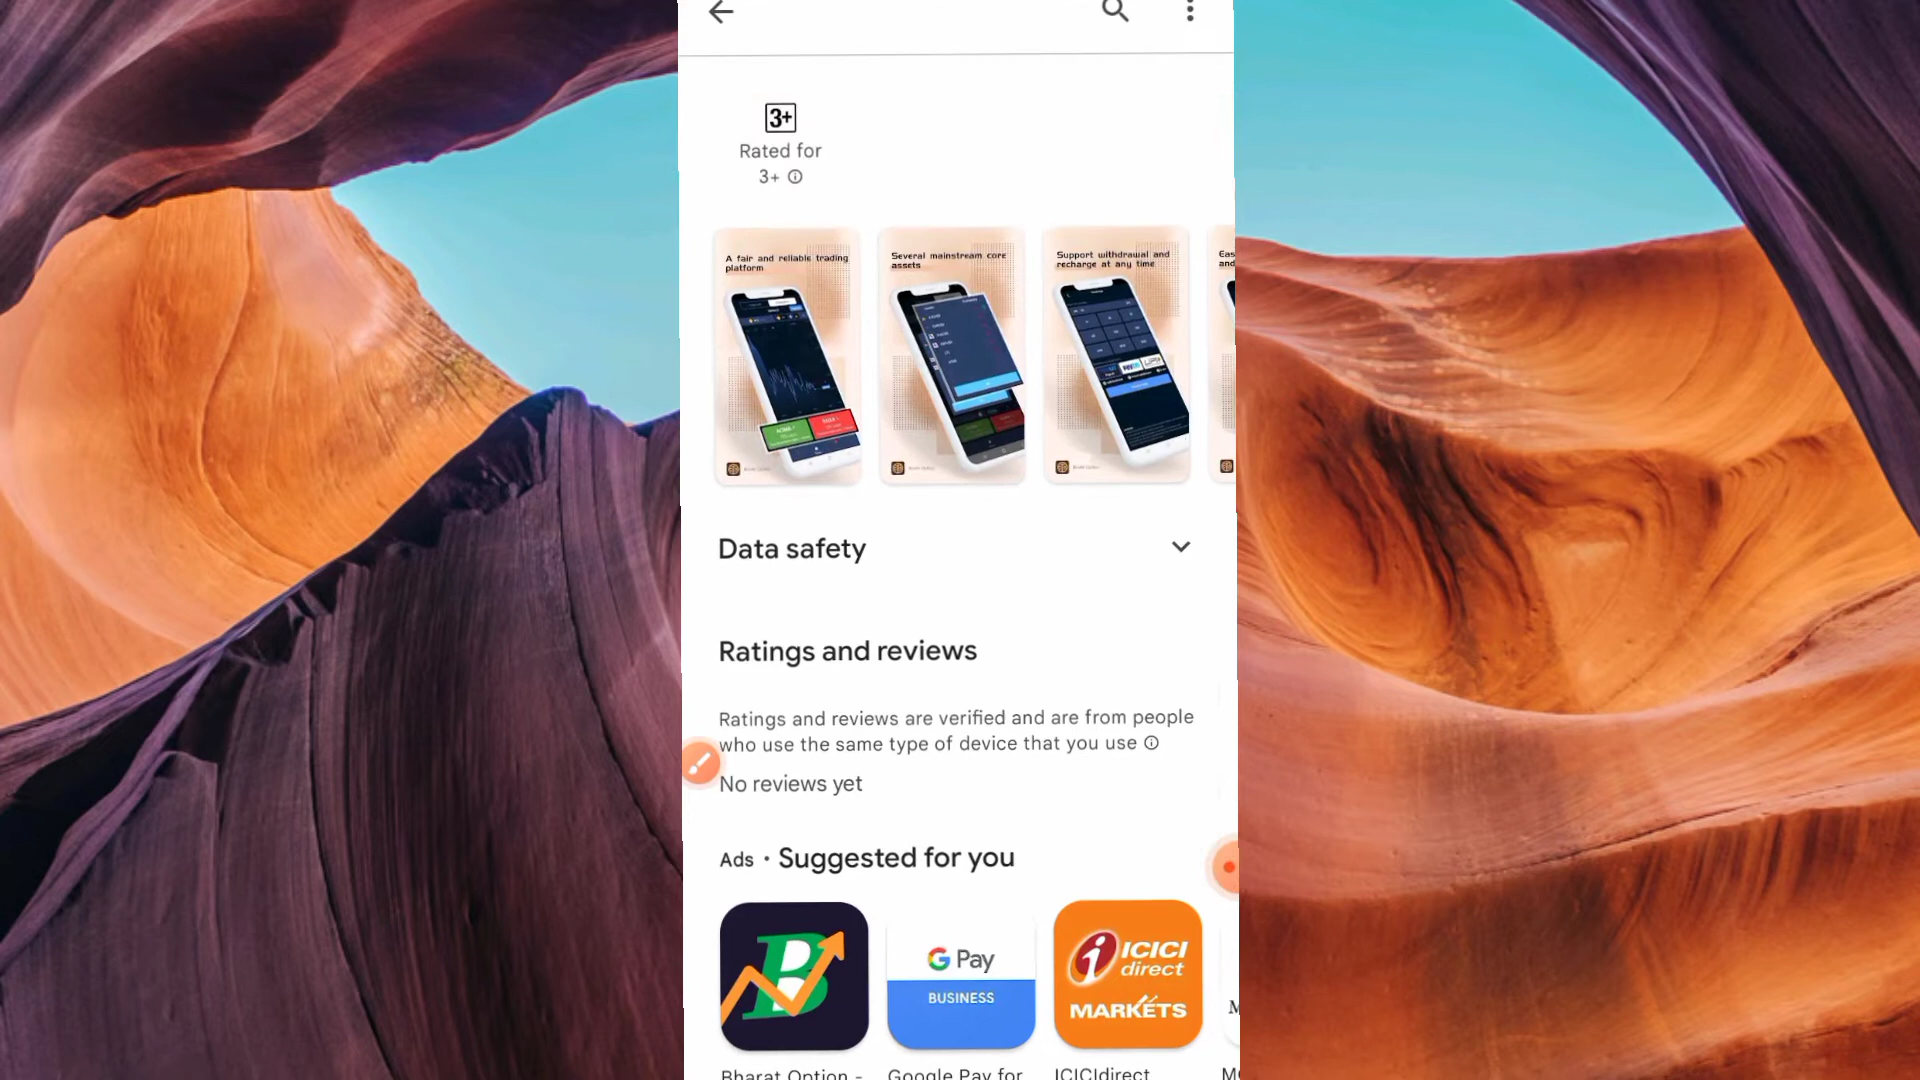 3+
Rated for
3+
A fair and reliable trading
platform
Several mainstream core
assets
Support withdrawal and
recharge at any time
Eas
and
Data safety
Ratings and reviews
Ratings and reviews are verified and are from people
who use the same type of device that you use
No reviews yet
Ads • Suggested for you
B
G Pay
BUSINESS
i ICICI
direct
MARKETS
M
Bharat Option -
Google Pay for
ICICIdirect